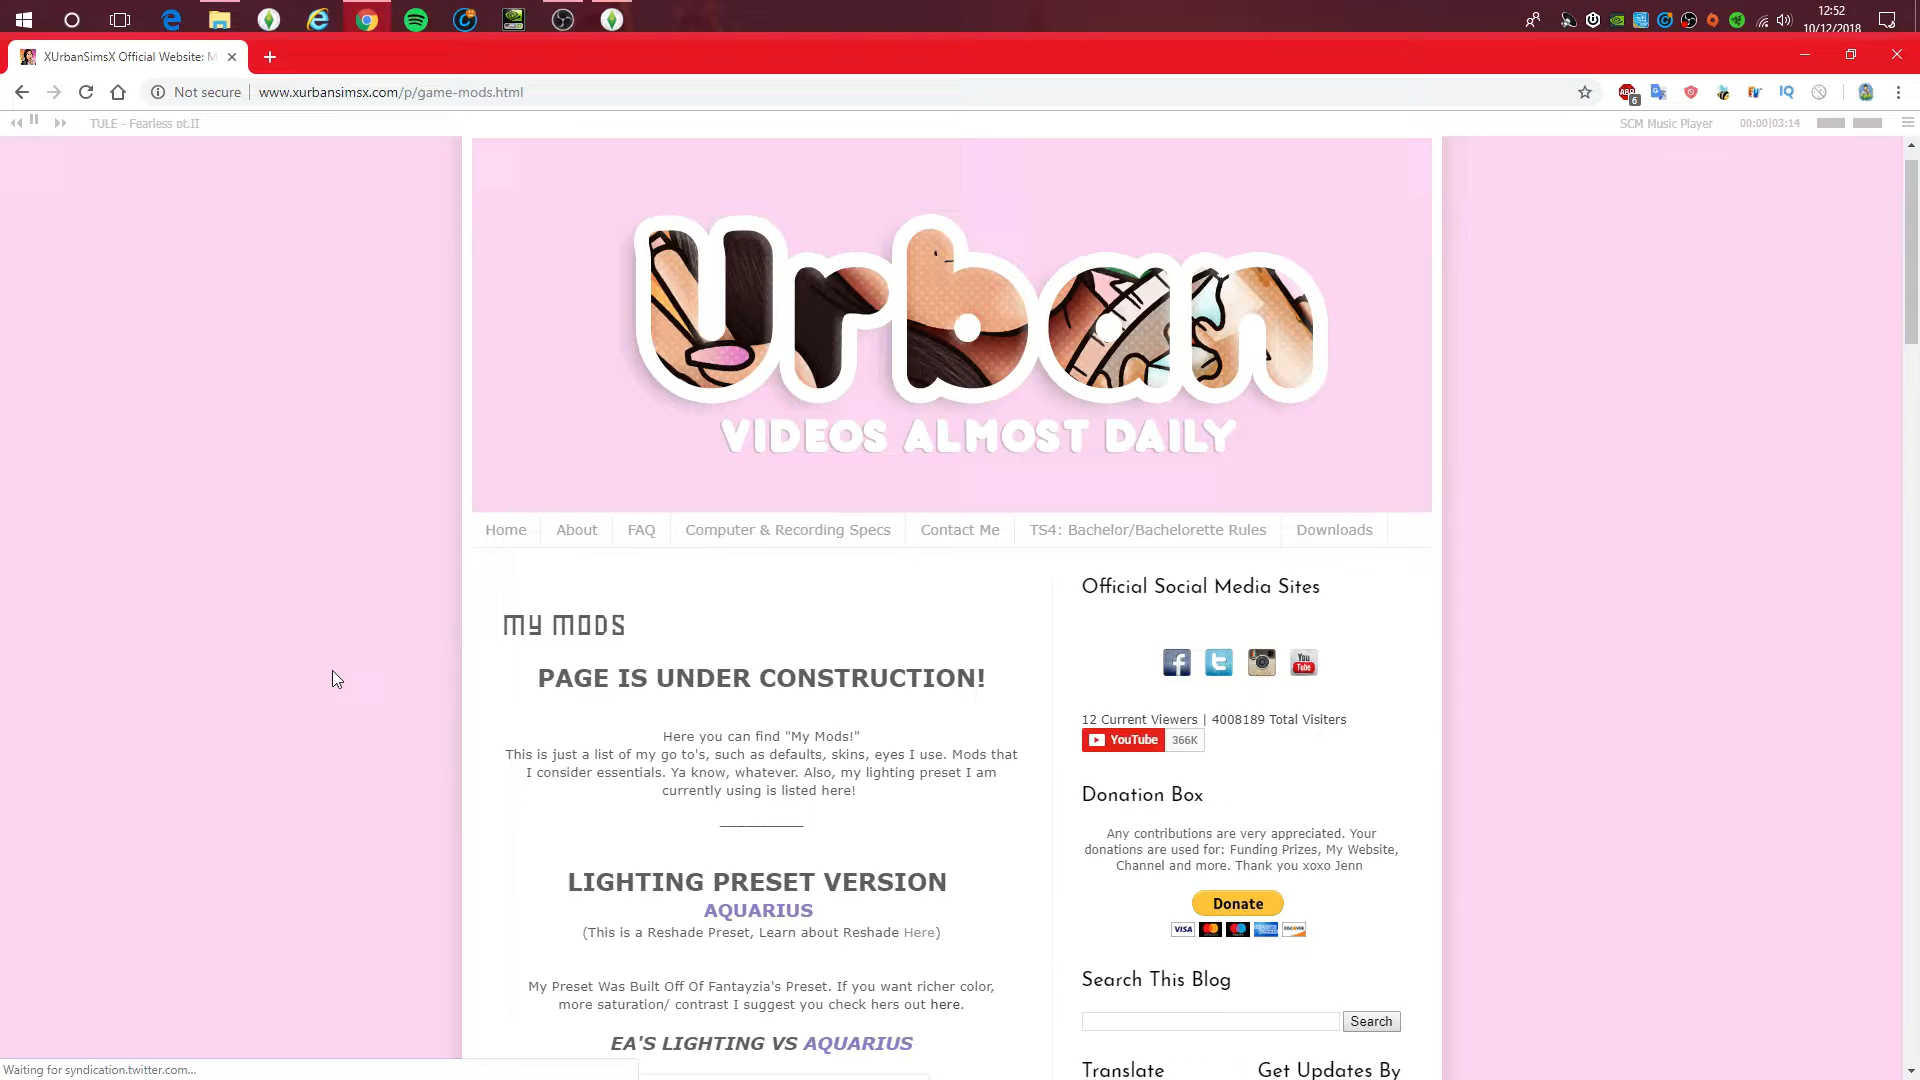 12:52
10/12/2018
XUrbanSimsX Official Website: M
Not secure
www.xurbansimsx.com/p/game-mods.html
6
TULE - Fearless pt.II
SCM Music Player
00:00|03:14
Urban
VIDEOS ALMOST DAILY
Home
About
FAQ
Computer & Recording Specs
Contact Me
TS4: Bachelor/Bachelorette Rules
Downloads
MY MODS
PAGE IS UNDER CONSTRUCTION!
Here you can find "My Mods!"
This is just a list of my go to's, such as defaults, skins, eyes I use. Mods that
I consider essentials. Ya know, whatever. Also, my lighting preset I am
currently using is listed here!
LIGHTING PRESET VERSION
AQUARIUS
(This is a Reshade Preset, Learn about Reshade Here)
My Preset Was Built Off Of Fantayzia's Preset. If you want richer color,
more saturation/ contrast I suggest you check hers out here.
EA'S LIGHTING VS AQUARIUS
Official Social Media Sites
You
Tube
12 Current Viewers | 4008189 Total Visiters
YouTube 366K
Donation Box
Any contributions are very appreciated. Your
donations are used for: Funding Prizes, My Website,
Channel and more. Thank you xoxo Jenn
Donate
VISA
Search This Blog
Search
Translate
Get Updates By
Waiting for syndication.twitter.com...